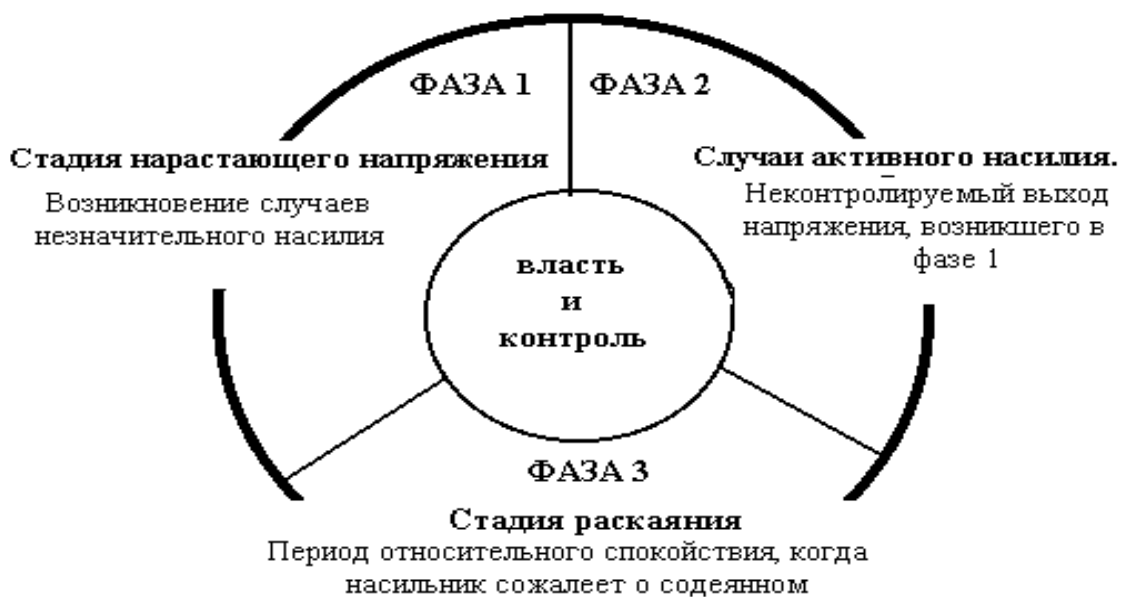 ФАЗА 1
Стадия нарастающего напряжения
Возникновение случаев
незначительного насилия
ФАЗА 2
Случаи активного насилия.
Неконтролируемый выход
напряжения, возникшего в
фазе 1
власть
и
контроль
ФАЗА 3
Стадия раскаяния
Период относительного спокойствия, когда
насильник сожалеет о содеянном